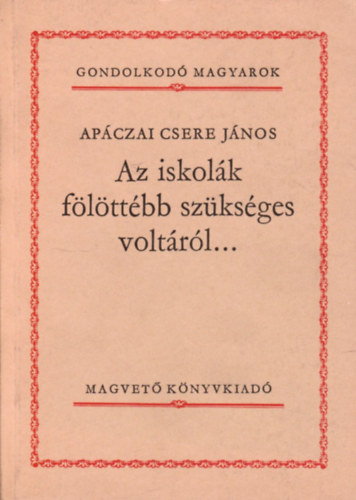 GONDOLKODÓ MAGYAROK
APÁCZAI CSERE JÁNOS
Az iskolák
fölöttébb szükséges
voltáról...
MAGVETŐ KÖNYVKIADÓ